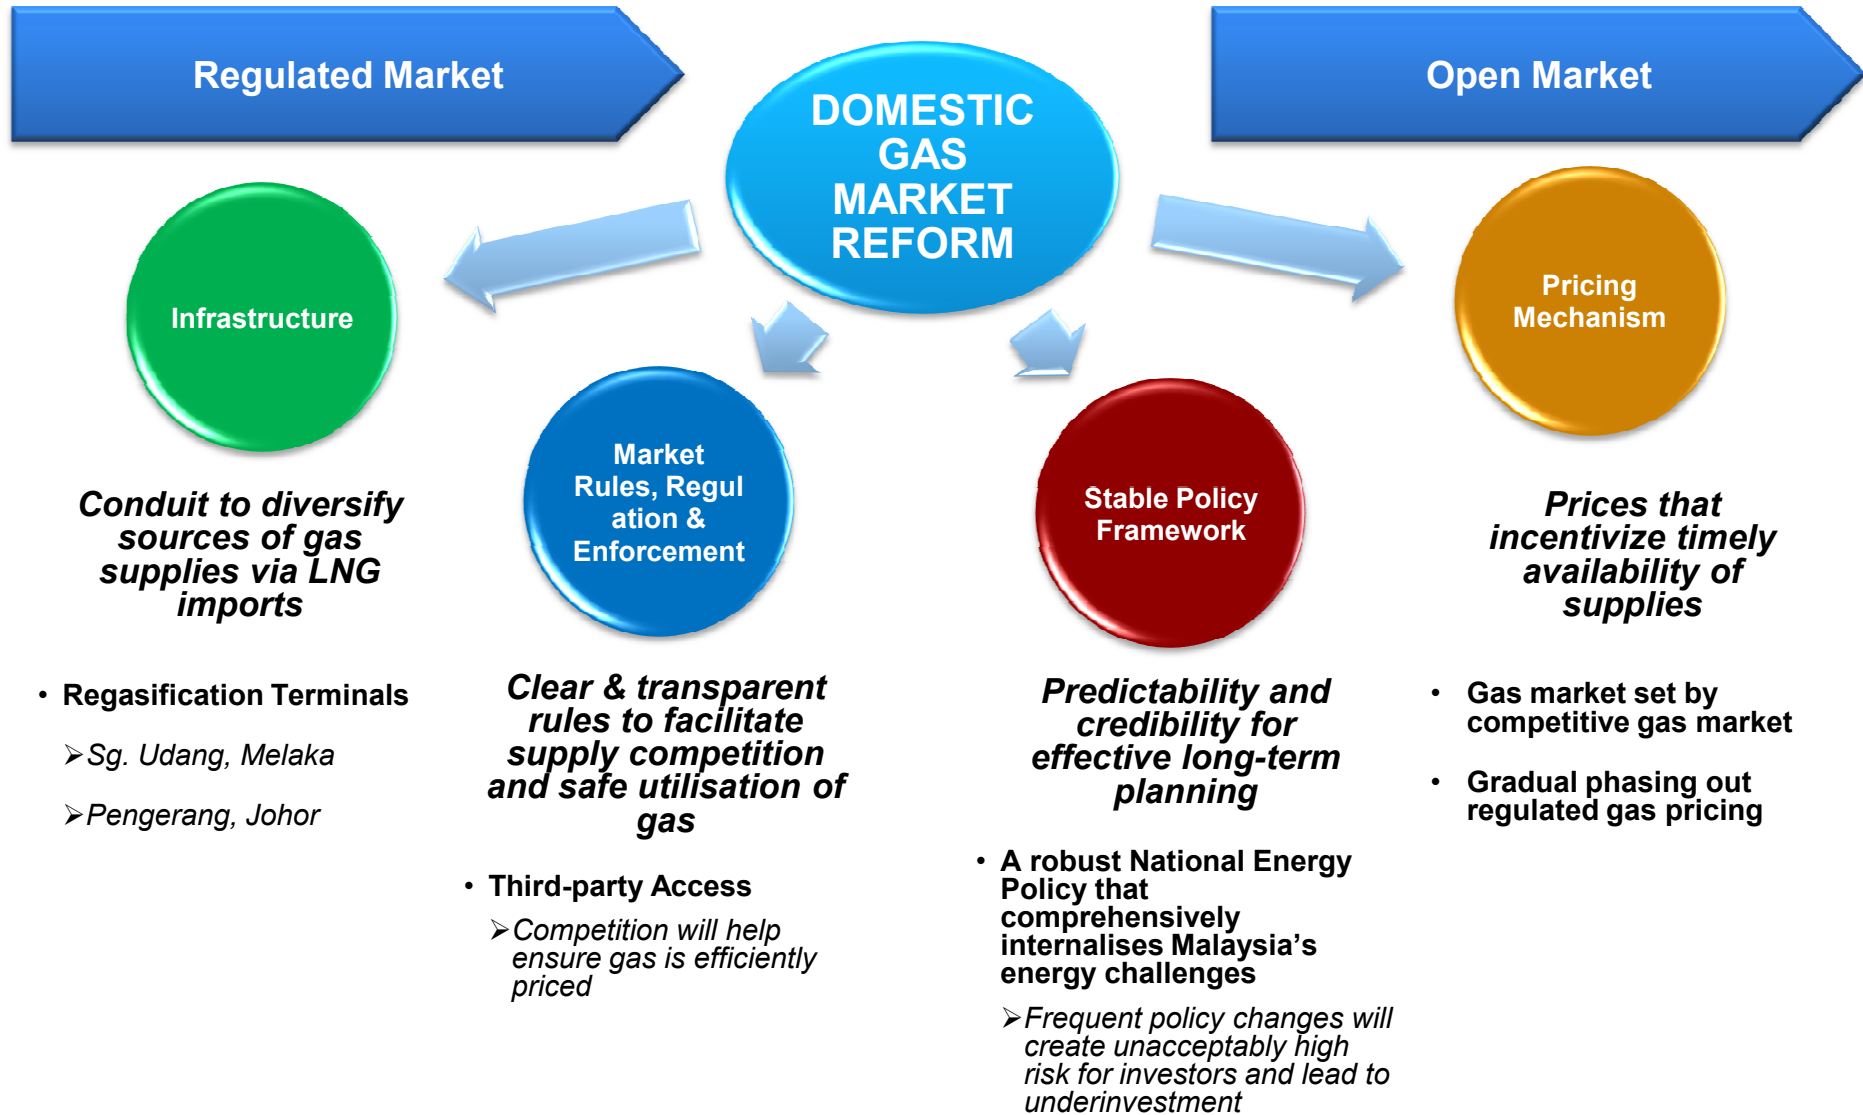 Regulated Market
Open Market
DOMESTIC
GAS
MARKET
REFORM
Infrastructure
Conduit to diversify
sources of gas
supplies via LNG
imports
• Regasification Terminals
➢Sg. Udang, Melaka
➢Pengerang, Johor
Market
Rules, Regul
ation &
Enforcement
Clear & transparent
rules to facilitate
supply competition
and safe utilisation of
gas
• Third-party Access
➢Competition will help
ensure gas is efficiently
priced
Stable Policy
Framework
Predictability and
credibility for
effective long-term
planning
• A robust National Energy
Policy that
comprehensively
internalises Malaysia’s
energy challenges
➢Frequent policy changes will
create unacceptably high
risk for investors and lead to
underinvestment
Pricing
Mechanism
Prices that
incentivize timely
availability of
supplies
• Gas market set by
competitive gas market
• Gradual phasing out
regulated gas pricing